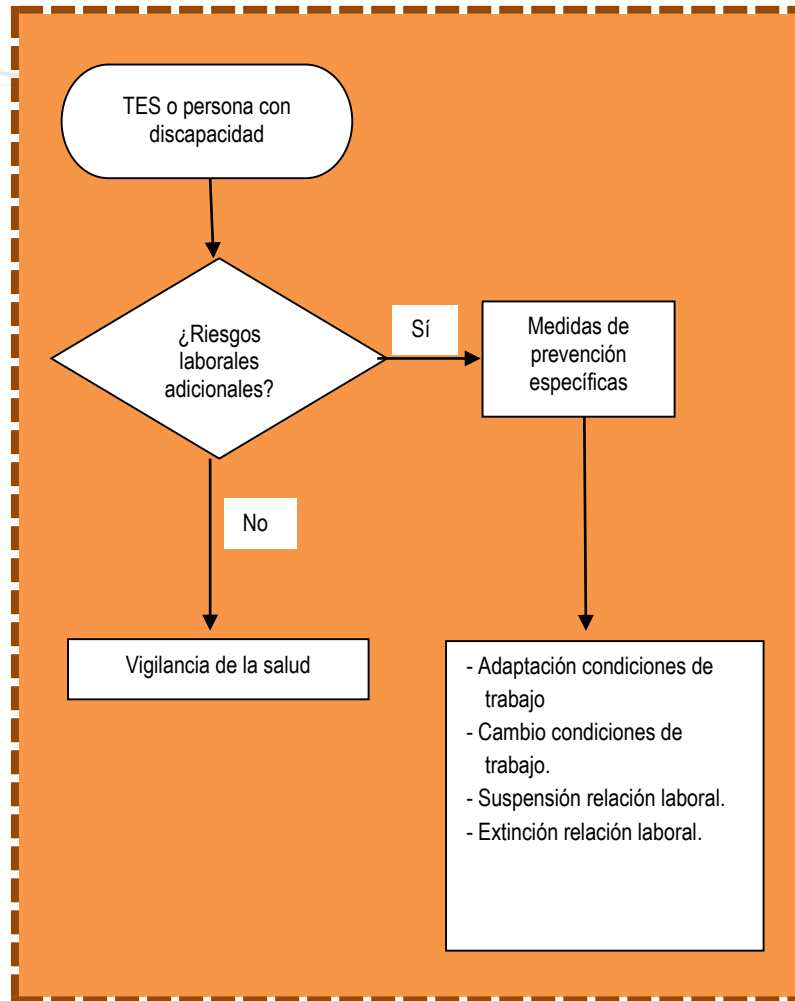 TES o persona con
discapacidad
¿Riesgos
laborales
adicionales?
Sí
Medidas de
prevención
específicas
No
Vigilancia de la salud
- Adaptación condiciones de
trabajo
- Cambio condiciones de
trabajo.
- Suspensión relación laboral.
- Extinción relación laboral.